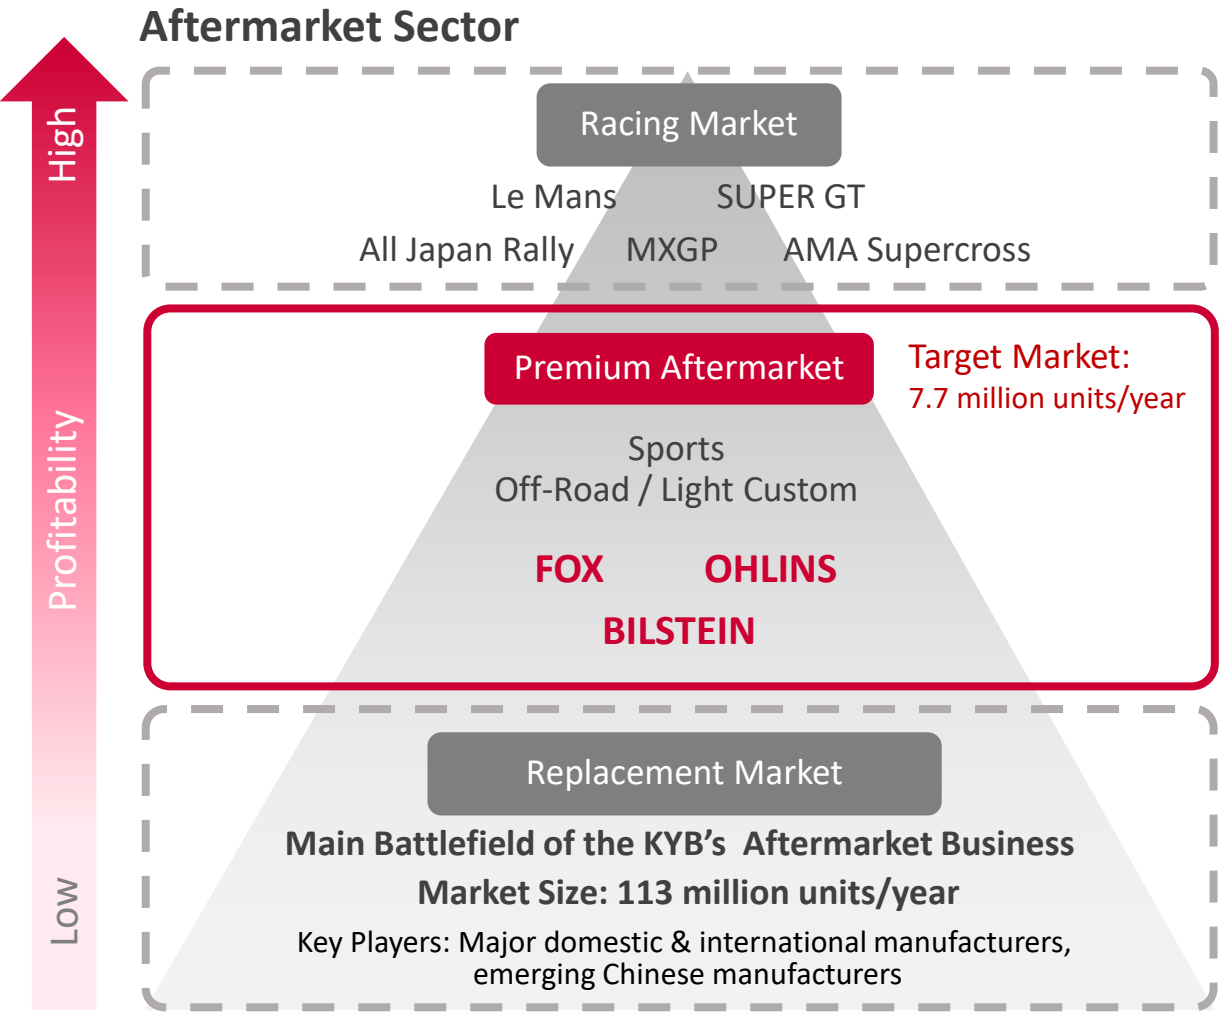 Aftermarket Sector
High
Profitability
Low
Racing Market
Le Mans SUPER GT
All Japan Rally MXGP AMA Supercross
Premium Aftermarket
Target Market:
7.7 million units/year
Sports
Off-Road / Light Custom
FOX OHLINS
BILSTEIN
Replacement Market
Main Battlefield of the KYB’s Aftermarket Business
Market Size: 113 million units/year
Key Players: Major domestic & international manufacturers,
emerging Chinese manufacturers